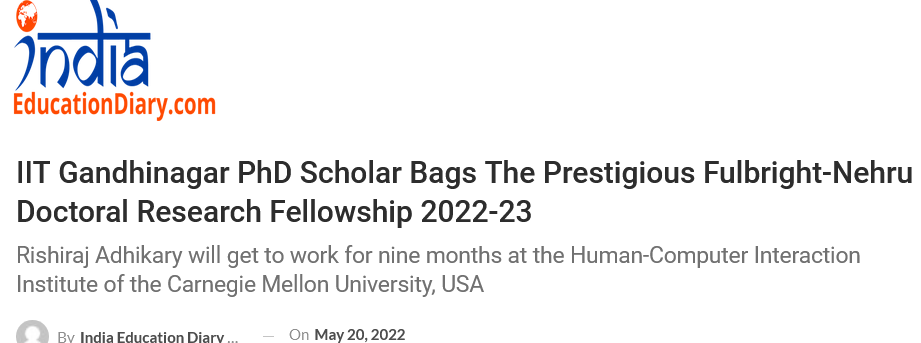 india
EducationDiary.com
IIT Gandhinagar PhD Scholar Bags The Prestigious Fulbright-Nehru
Doctoral Research Fellowship 2022-23
Rishiraj Adhikary will get to work for nine months at the Human-Computer Interaction
Institute of the Carnegie Mellon University, USA
By India Education Diary ... — On May 20, 2022